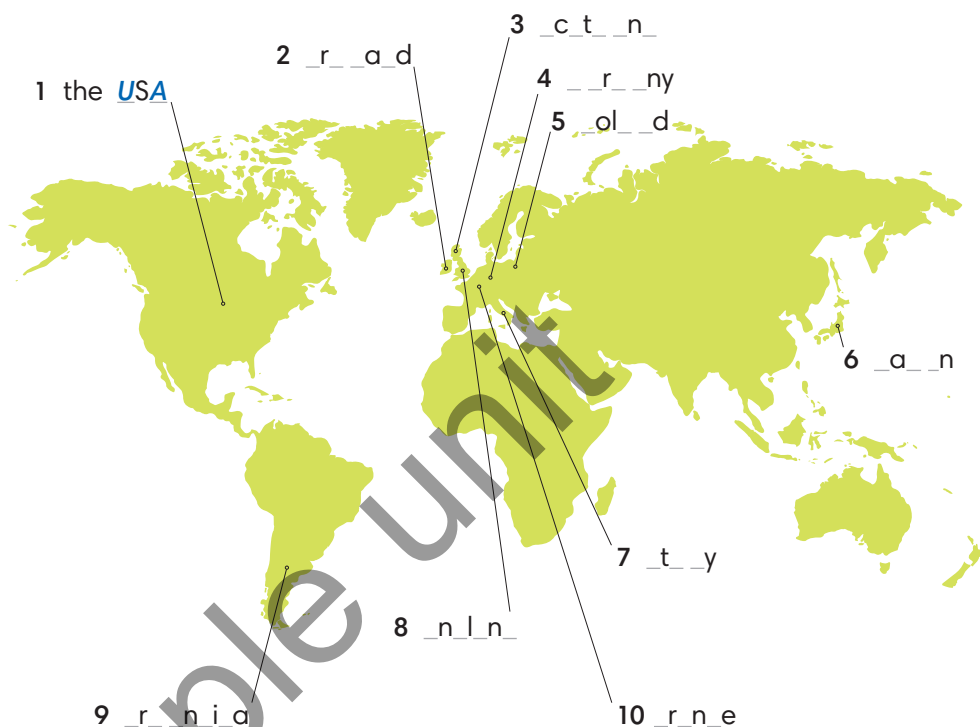 3 _c_t_ _n_
2 _r_ _a_d
4 _ _r_ _ny
1 the USA
5 _ol_ _d
6 _a_ _n
7 _t_ _y
8 _n_l_n_
9 _r_ _n_i_a
10 _r_n_e
ple unit